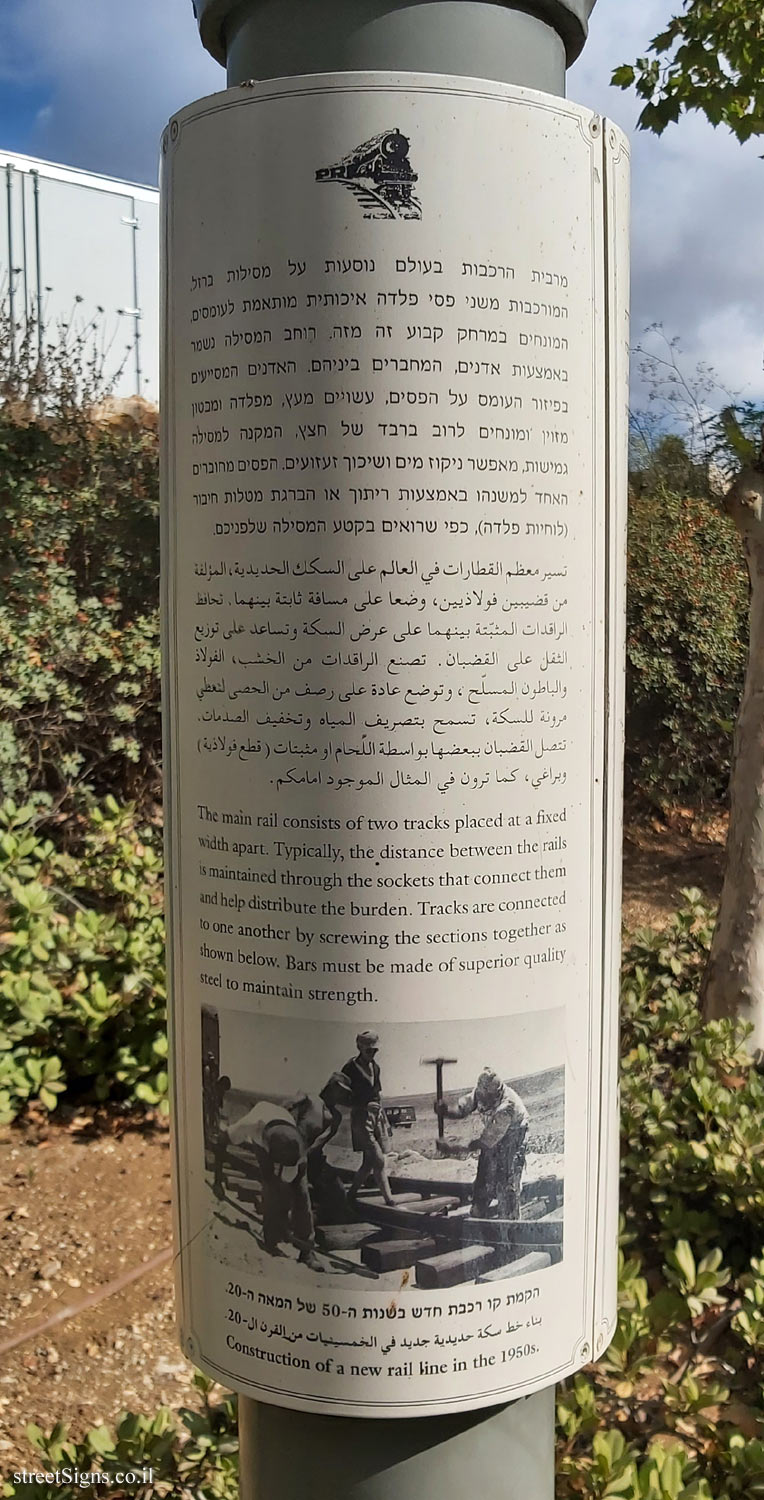 מרבית הרכבות בעולם נוסעות על מסילות ברזל,
המורכבות משני פסי פלדה איכותית מותאמת לעומסים,
המונחים במרחק קבוע זה מזה. רוחב המסילה נשמר
באמצעות אדנים, המחברים ביניהם. האדנים המסייעים
בפיזור העומס על הפסים, עשויים מעץ, מפלדה ומבטון
מזוין ומונחים לרוב ברבד של חצץ, המקנה למסילה
גמישות, מאפשר ניקוז מים ושיכוך זעזועים. הפסים מחוברים
האחד למשנהו באמצעות ריתוך או הברגת מטלות חיבור
(לוחיות פלדה), כפי שרואים בקטע המסילה שלפניכם.
تسير معظم القطارات في العالم على السكك الحديدية، المؤلفة
من قضيبين فولاذيين، وضعا على مسافة ثابتة بينهما. تحافظ
الراقدات المثبّتة بينهما على عرض السكة وتساعد على توزيع
الثقل على القضبان. تصنع الراقدات من الخشب، الفولاذ
والباطون المسلّح، وتوضع عادة على رصف من الحصى لتعطي
مرونة للسكة، تسمح بتصريف المياه وتخفيف الصدمات.
تتصل القضبان ببعضها بواسطة اللّحام او مثبتات (قطع فولاذية)
وبراغي، كما ترون في المثال الموجود امامكم.
The main rail consists of two tracks placed at a fixed
width apart. Typically, the distance between the rails
is maintained through the sockets that connect them
and help distribute the burden. Tracks are connected
to one another by screwing the sections together as
shown below. Bars must be made of superior quality
steel to maintain strength.
הקמת קו רכבת חדש בשנות ה-50 של המאה ה-20.
بناء خط سكة حديدية جديد في الخمسينيات من القرن ال-20.
Construction of a new rail line in the 1950s.
streetSigns.co.il